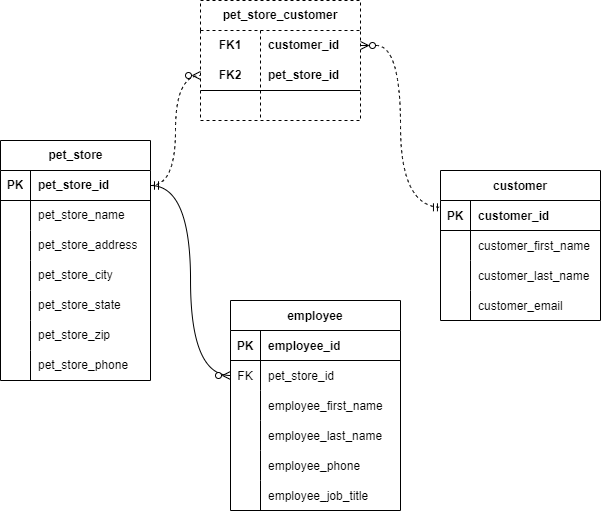 pet_store_customer
FK1 customer_id
FK2 pet_store_id
pet_store
PK pet_store_id
pet_store_name
pet_store_address
pet_store_city
pet_store_state
pet_store_zip
pet_store_phone
customer
PK customer_id
customer_first_name
customer_last_name
customer_email
employee
PK employee_id
FK pet_store_id
employee_first_name
employee_last_name
employee_phone
employee_job_title